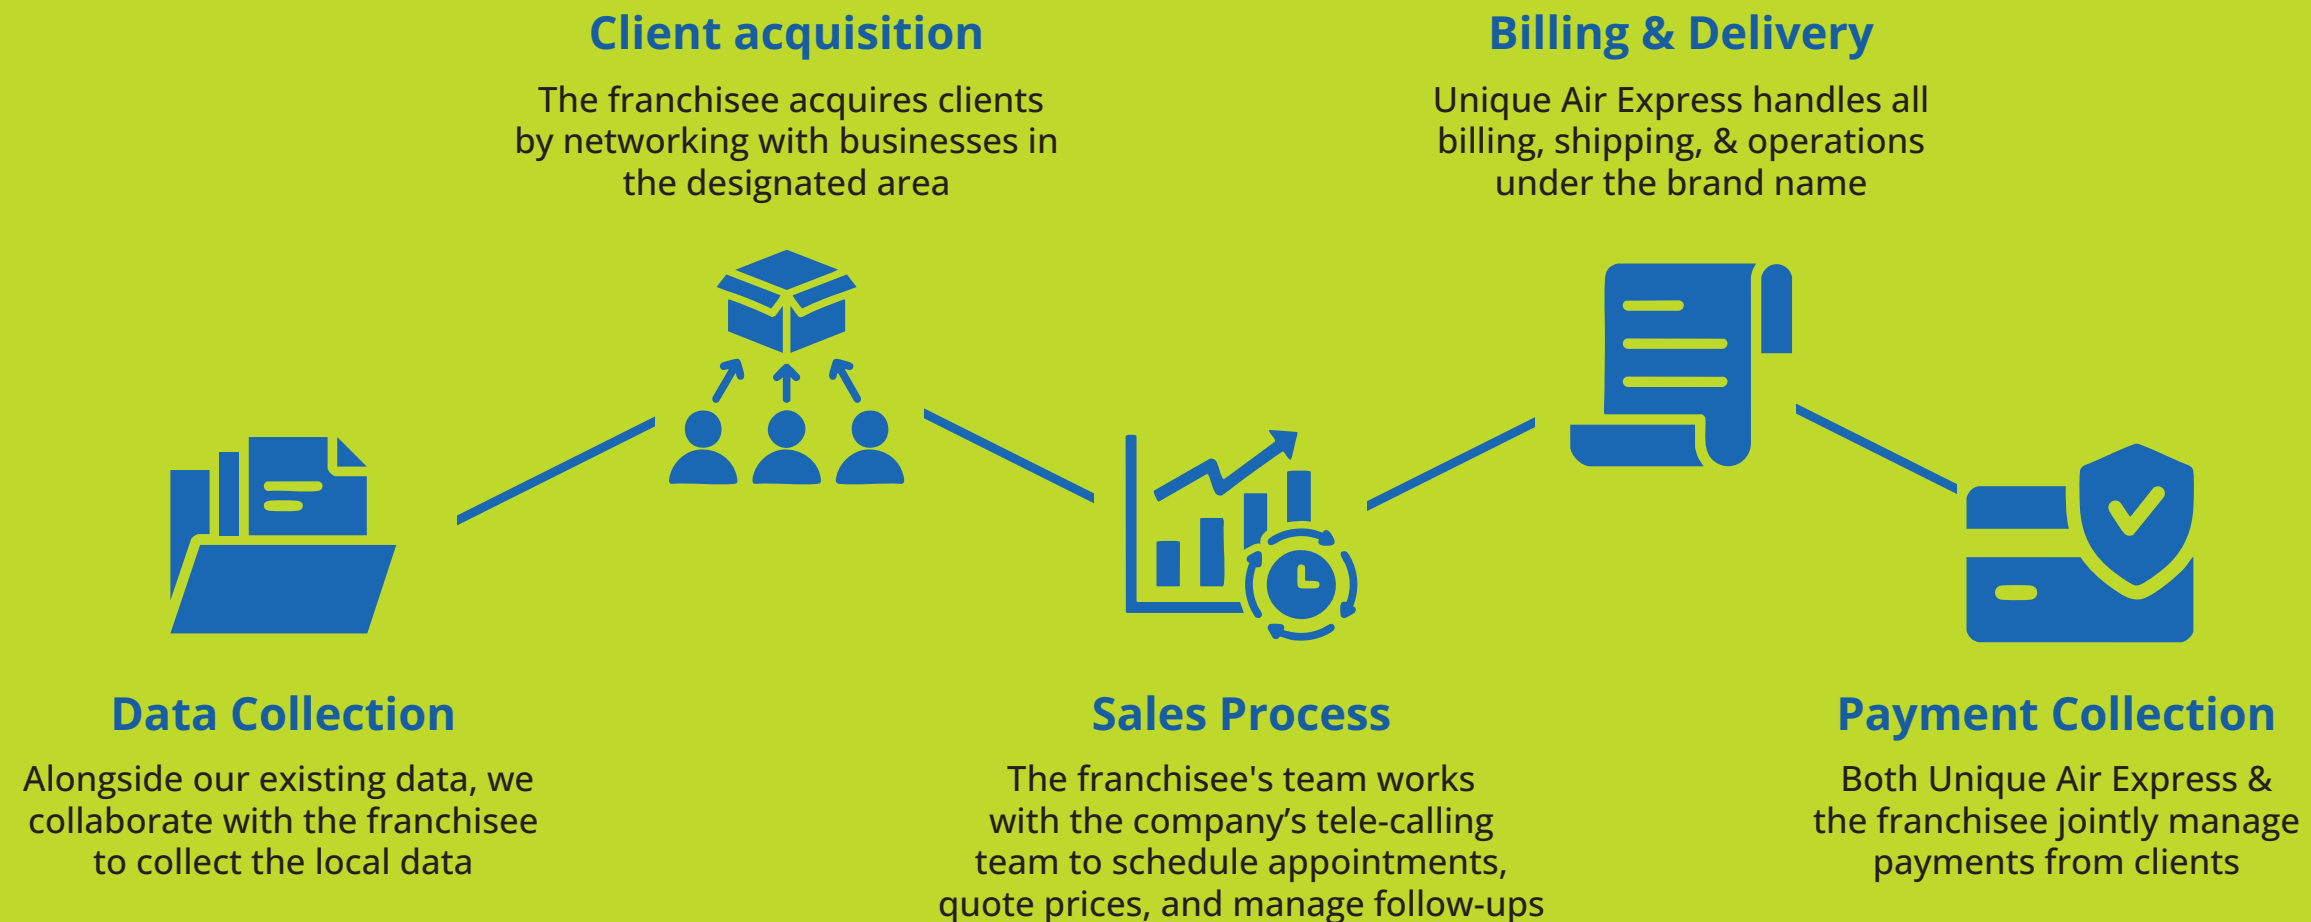 Client acquisition
The franchisee acquires clients
by networking with businesses in
the designated area
Billing & Delivery
Unique Air Express handles all
billing, shipping, & operations
under the brand name
Data Collection
Alongside our existing data, we
collaborate with the franchisee
to collect the local data
Sales Process
The franchisee's team works
with the company’s tele-calling
team to schedule appointments,
quote prices, and manage follow-ups
Payment Collection
Both Unique Air Express &
the franchisee jointly manage
payments from clients